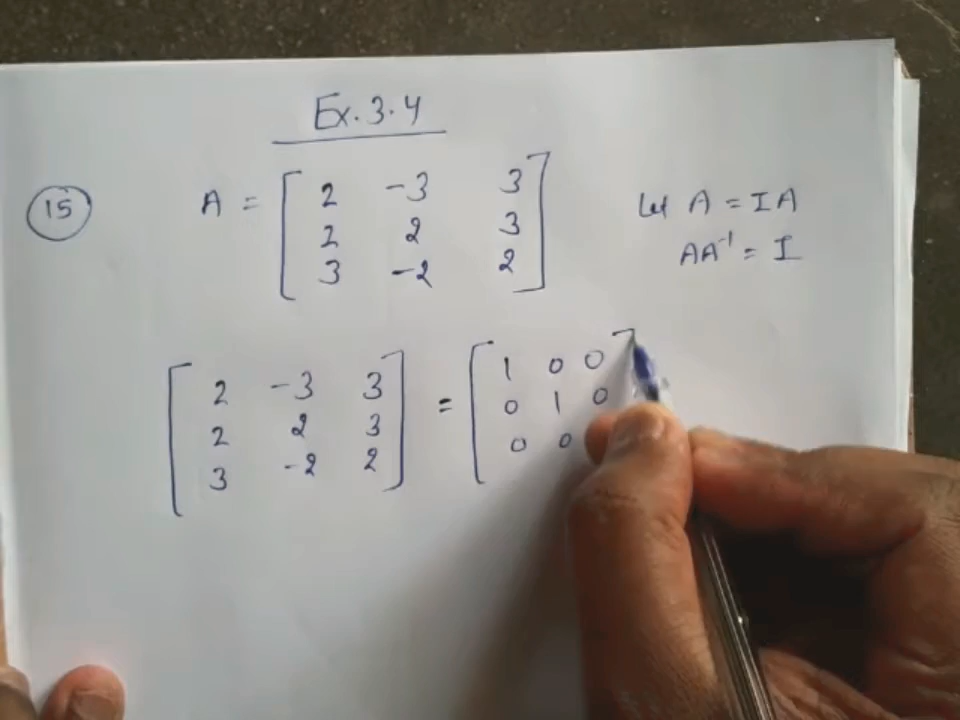 Ex. 3.4
15
A = [ 2 -3 3
2 2 3
3 -2 2 ]
Let A = IA
AA⁻¹ = I
[ 2 -3 3
2 2 3
3 -2 2 ] = [ 1 0 0 ]
0 1 0
0 0